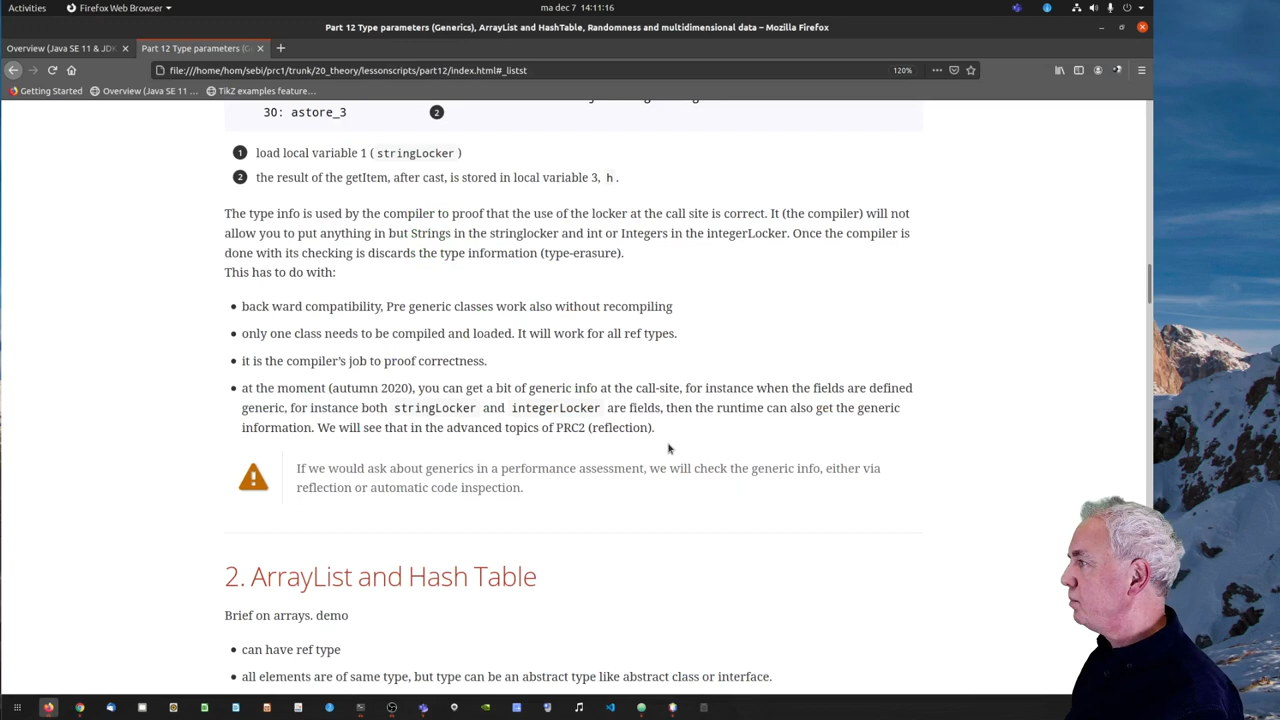 Activities Firefox Web Browser ma dec 7 14:11:16
Part 12 Type parameters (Generics), ArrayList and HashTable, Randomness and multidimensional data – Mozilla Firefox
Overview (Java SE 11 & JDK Part 12 Type parameters (G
file:///home/hom/sebi/prc1/trunk/20_theory/lessonscripts/part12/index.html#_listst 120%
Getting Started Overview (Java SE 11 ... TikZ examples feature...
30: astore_3 2
1 load local variable 1 ( stringLocker )
2 the result of the getItem, after cast, is stored in local variable 3, h .
The type info is used by the compiler to proof that the use of the locker at the call site is correct. It (the compiler) will not
allow you to put anything in but Strings in the stringlocker and int or Integers in the integerLocker. Once the compiler is
done with its checking is discards the type information (type-erasure).
This has to do with:
• back ward compatibility, Pre generic classes work also without recompiling
• only one class needs to be compiled and loaded. It will work for all ref types.
• it is the compiler's job to proof correctness.
• at the moment (autumn 2020), you can get a bit of generic info at the call-site, for instance when the fields are defined
generic, for instance both stringLocker and integerLocker are fields, then the runtime can also get the generic
information. We will see that in the advanced topics of PRC2 (reflection).
If we would ask about generics in a performance assessment, we will check the generic info, either via
reflection or automatic code inspection.
2. ArrayList and Hash Table
Brief on arrays. demo
• can have ref type
• all elements are of same type, but type can be an abstract type like abstract class or interface.